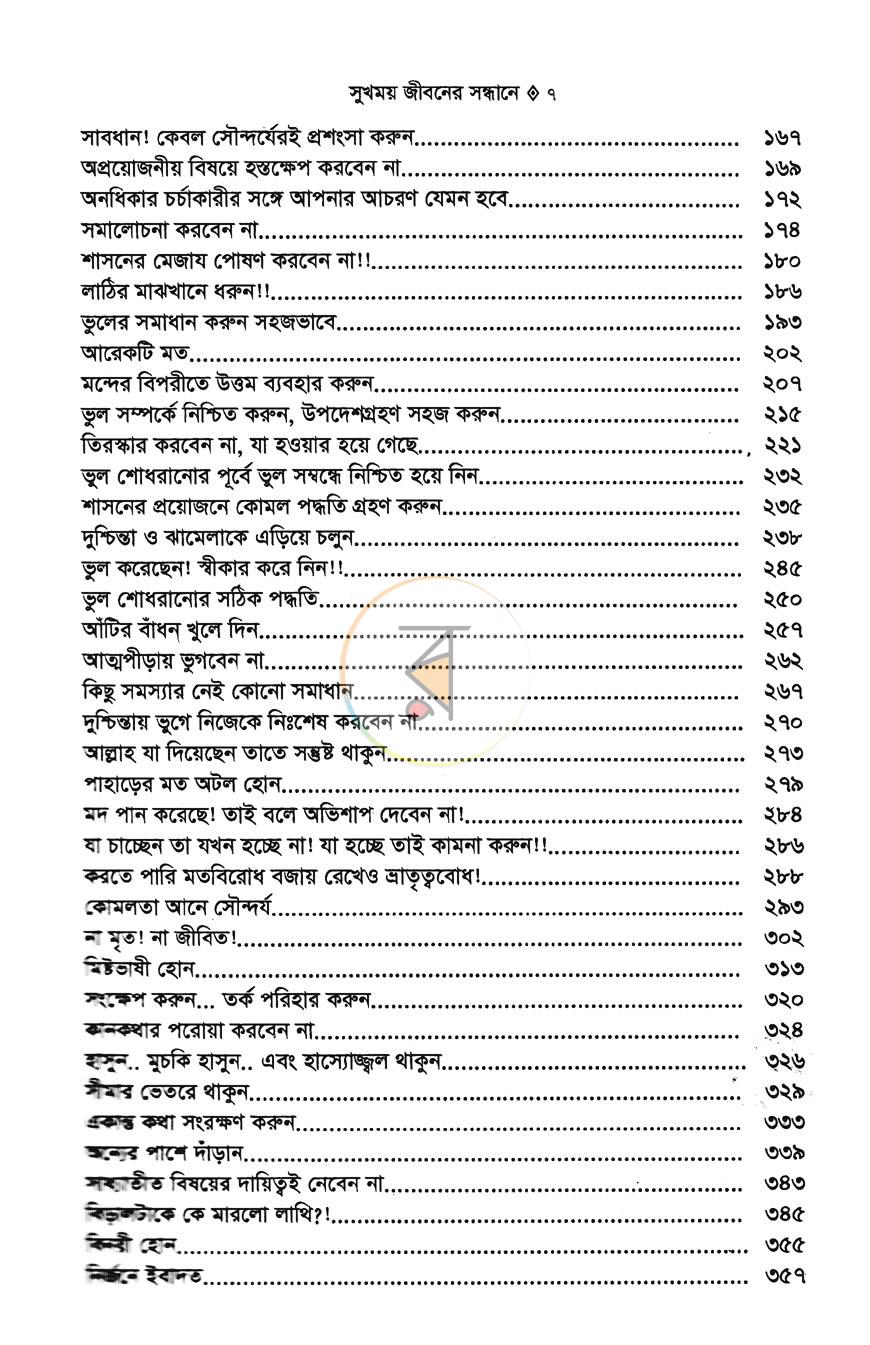 সুখময় জীবনের সন্ধানে ◈ ৭
সাবধান! কেবল সৌন্দর্যেরই প্রশংসা করুন........................................ ১৬৭
অপ্রয়োজনীয় বিষয়ে হস্তক্ষেপ করবেন না........................................ ১৬৯
অনধিকার চর্চাকারীর সঙ্গে আপনার আচরণ যেমন হবে........................................ ১৭২
সমালোচনা করবেন না........................................ ১৭৪
শাসনের মেজায পোষণ করবেন না!!........................................ ১৮০
লাঠির মাঝখানে ধরুন!!........................................ ১৮৬
ভুলের সমাধান করুন সহজভাবে........................................ ১৯৩
আরেকটি মত........................................ ২০২
মন্দের বিপরীতে উত্তম ব্যবহার করুন........................................ ২০৭
ভুল সম্পর্কে নিশ্চিত করুন, উপদেশগ্রহণ সহজ করুন........................................ ২১৫
তিরস্কার করবেন না, যা হওয়ার হয়ে গেছে........................................ ২২১
ভুল শোধরানোর পূর্বে ভুল সম্বন্ধে নিশ্চিত হয়ে নিন........................................ ২৩২
শাসনের প্রয়োজনে কোমল পদ্ধতি গ্রহণ করুন........................................ ২৩৫
দুশ্চিন্তা ও ঝামেলাকে এড়িয়ে চলুন........................................ ২৩৮
ভুল করেছেন! স্বীকার করে নিন!!........................................ ২৪৫
ভুল শোধরানোর সঠিক পদ্ধতি........................................ ২৫০
আঁটির বাঁধন্ খুলে দিন........................................ ২৫৭
আত্মপীড়ায় ভুগবেন না........................................ ২৬২
কিছু সমস্যার নেই কোনো সমাধান........................................ ২৬৭
দুশ্চিন্তায় ভুগে নিজেকে নিঃশেষ করবেন না........................................ ২৭০
আল্লাহ যা দিয়েছেন তাতে সন্তুষ্ট থাকুন........................................ ২৭৩
পাহাড়ের মত অটল হোন........................................ ২৭৯
মদ পান করেছে! তাই বলে অভিশাপ দেবেন না!........................................ ২৮৪
যা চাচ্ছেন তা যখন হচ্ছে না! যা হচ্ছে তাই কামনা করুন!!........................................ ২৮৬
করতে পারি মতবিরোধ বজায় রেখেও ভ্রাতৃত্ববোধ!........................................ ২৮৮
কোমলতা আনে সৌন্দর্য........................................ ২৯৩
না মৃত! না জীবিত!........................................ ৩০২
মিষ্টভাষী হোন........................................ ৩১৩
সংক্ষেপ করুন... তর্ক পরিহার করুন........................................ ৩২০
কানকথার পরোয়া করবেন না........................................ ৩২৪
হাসুন.. মুচকি হাসুন.. এবং হাস্যোজ্জ্বল থাকুন........................................ ৩২৬
সীমার ভেতরে থাকুন........................................ ৩২৯
একান্ত কথা সংরক্ষণ করুন........................................ ৩৩৩
অন্যের পাশে দাঁড়ান........................................ ৩৩৯
সাধ্যাতীত বিষয়ের দায়িত্বই নেবেন না........................................ ৩৪৩
বিড়ালটাকে কে মারলো লাথি?!........................................ ৩৪৫
হোন........................................ ৩৫৫
নির্জনে ইবাদত........................................ ৩৫৭